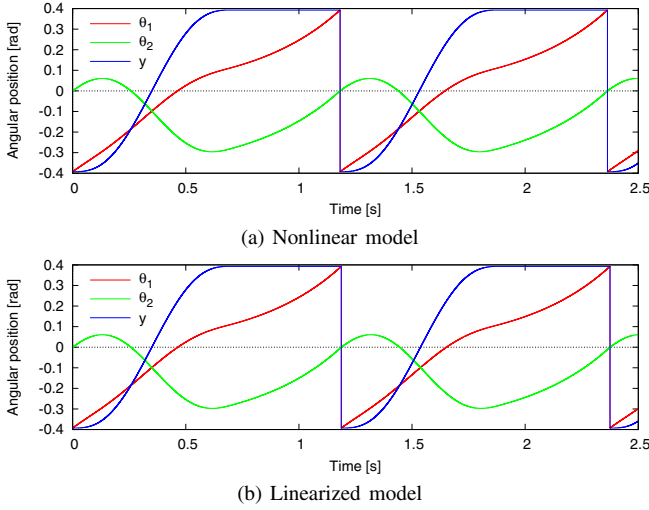 0.4
0.3
0.2
0.1
0
-0.1
-0.2
-0.3
-0.4
Angular position [rad]
θ1
θ2
y
0 0.5 1 1.5 2 2.5
Time [s]
(a) Nonlinear model
0.4
0.3
0.2
0.1
0
-0.1
-0.2
-0.3
-0.4
Angular position [rad]
θ1
θ2
y
0 0.5 1 1.5 2 2.5
Time [s]
(b) Linearized model